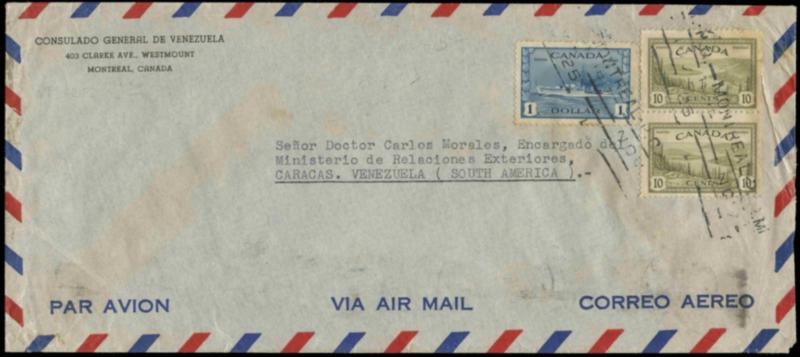 CONSULADO GENERAL DE VENEZUELA
403 CLARKE AVE., WESTMOUNT
MONTREAL, CANADA
CANADA
1 1
DOLLAR
CANADA
10 CENTS 10
CANADA
10 CENTS 10
MONTREAL
MONTREAL
Señor Doctor Carlos Morales, Encargado del
Ministerio de Relaciones Exteriores,
CARACAS. VENEZUELA ( SOUTH AMERICA ).-
PAR AVION
VIA AIR MAIL
CORREO AEREO